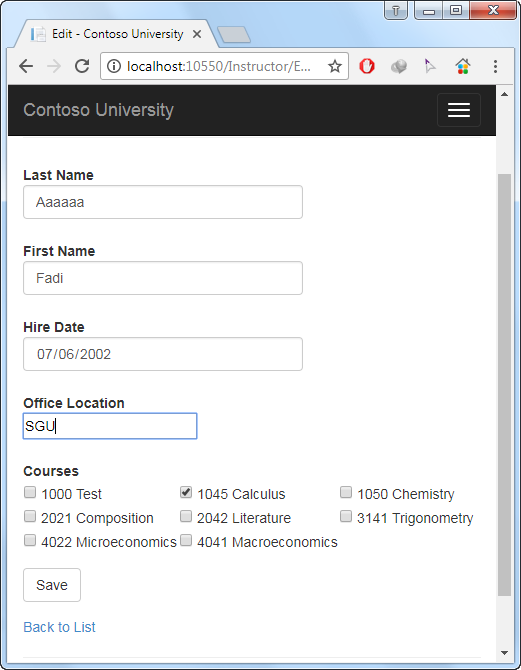 Edit - Contoso University
localhost:10550/Instructor/E...
Contoso University
Last Name
Aaaaaa
First Name
Fadi
Hire Date
07/06/2002
Office Location
SGU
Courses
1000 Test 1045 Calculus 1050 Chemistry
2021 Composition 2042 Literature 3141 Trigonometry
4022 Microeconomics 4041 Macroeconomics
Save
Back to List